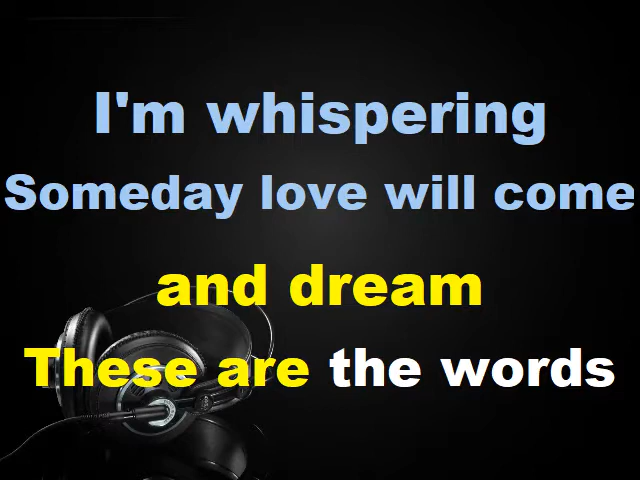 I'm whispering
Someday love will come
and dream
These are the words